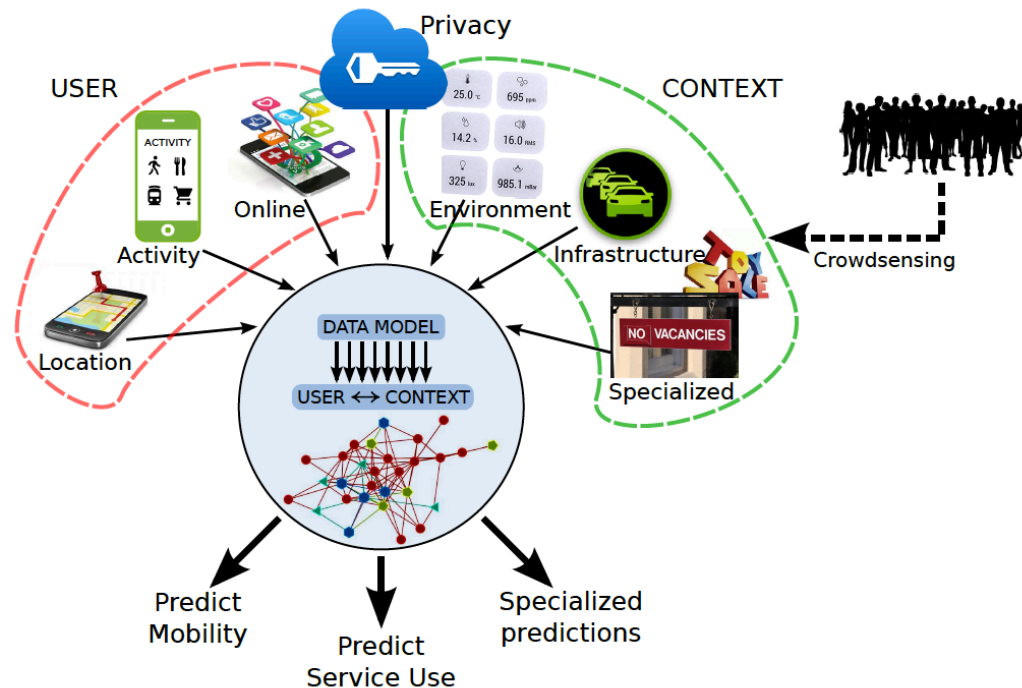 Privacy
USER
CONTEXT
ACTIVITY
25.0 °C
695 ppm
14.2 %
16.0 RMS
325 lux
985.1 mBar
Online
Environment
Activity
Infrastructure
Crowdsensing
TOY
SALE
Location
NO VACANCIES
Specialized
DATA MODEL
USER ↔ CONTEXT
Predict
Mobility
Predict
Service Use
Specialized
predictions